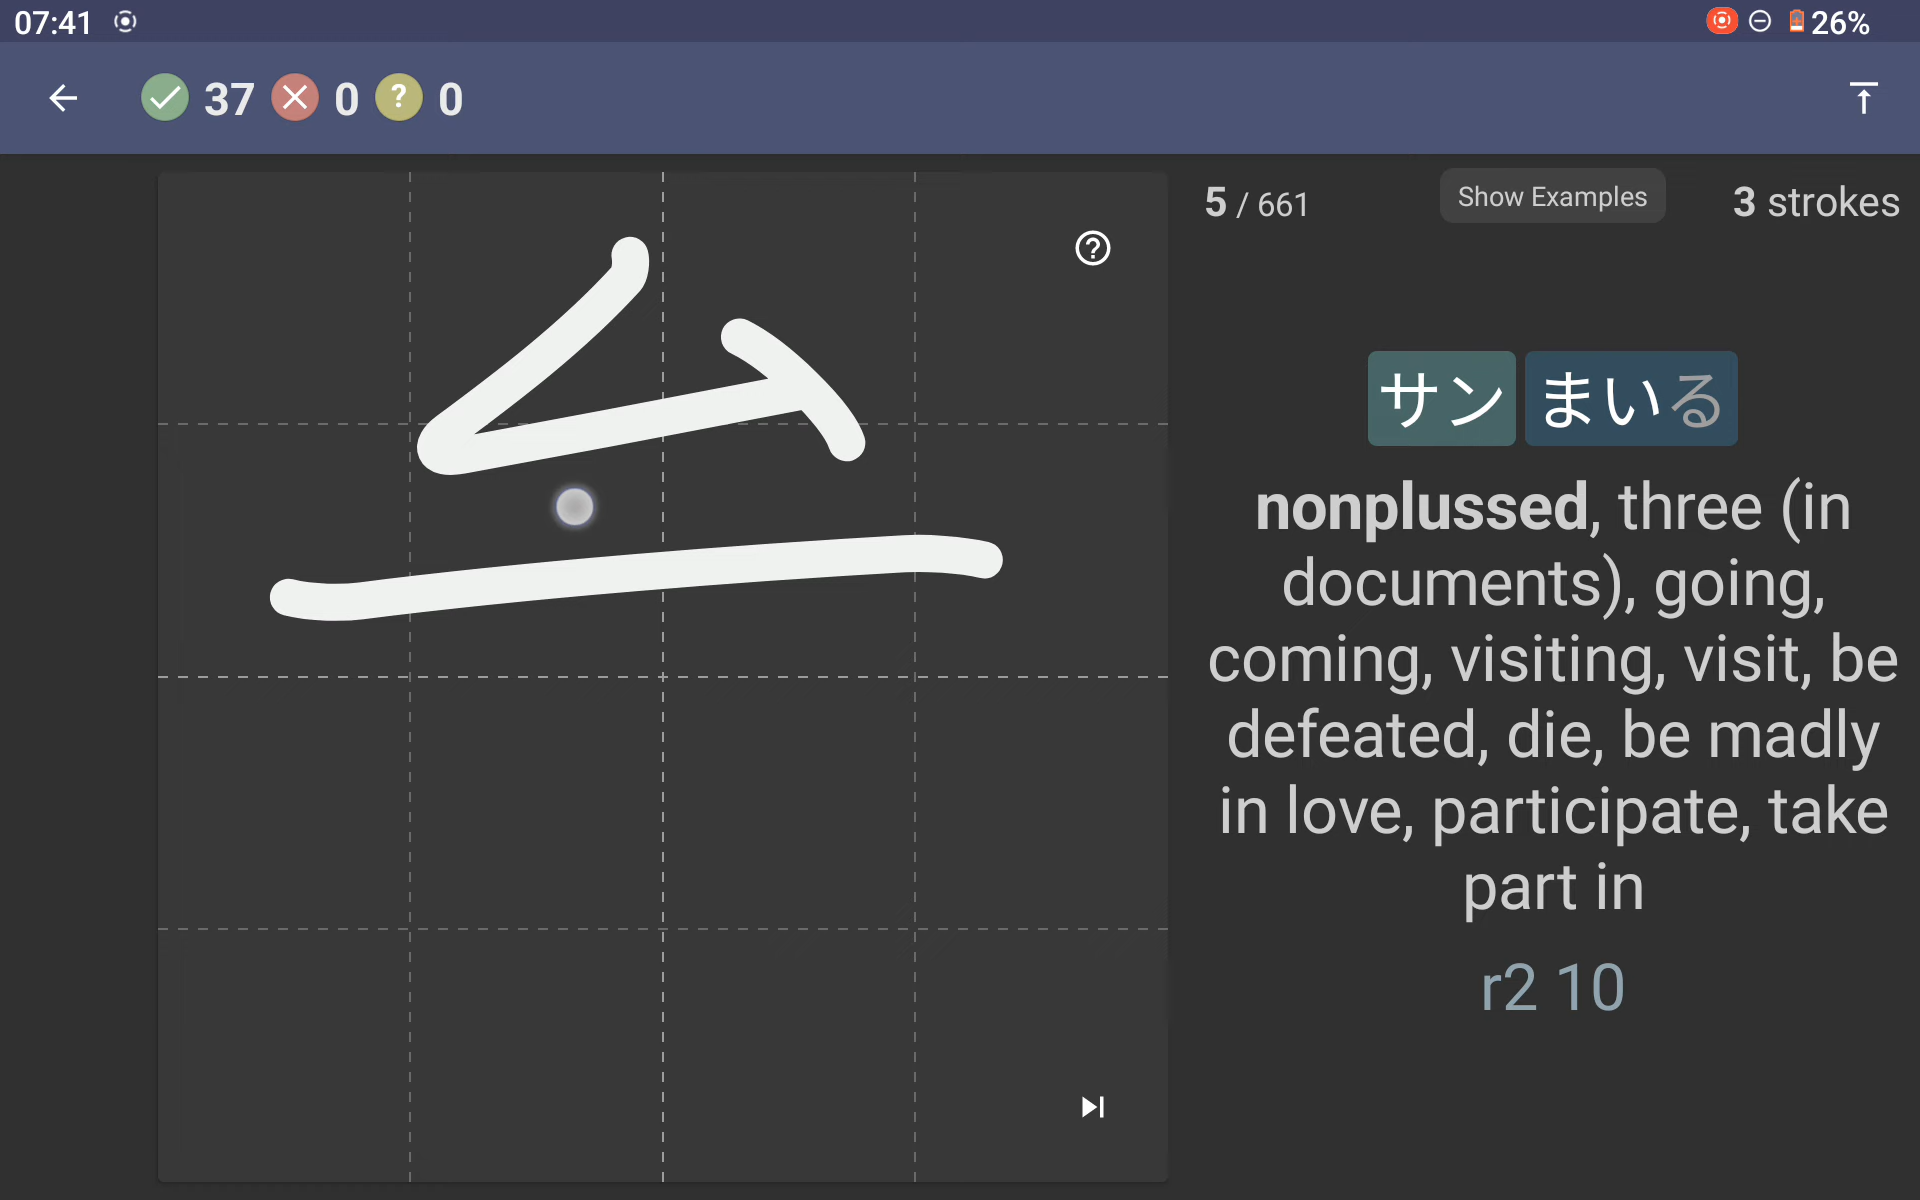 07:41 26%
37 0 ? 0
5 / 661 Show Examples 3 strokes
サン まいる
nonplussed, three (in
documents), going,
coming, visiting, visit, be
defeated, die, be madly
in love, participate, take
part in
r2 10